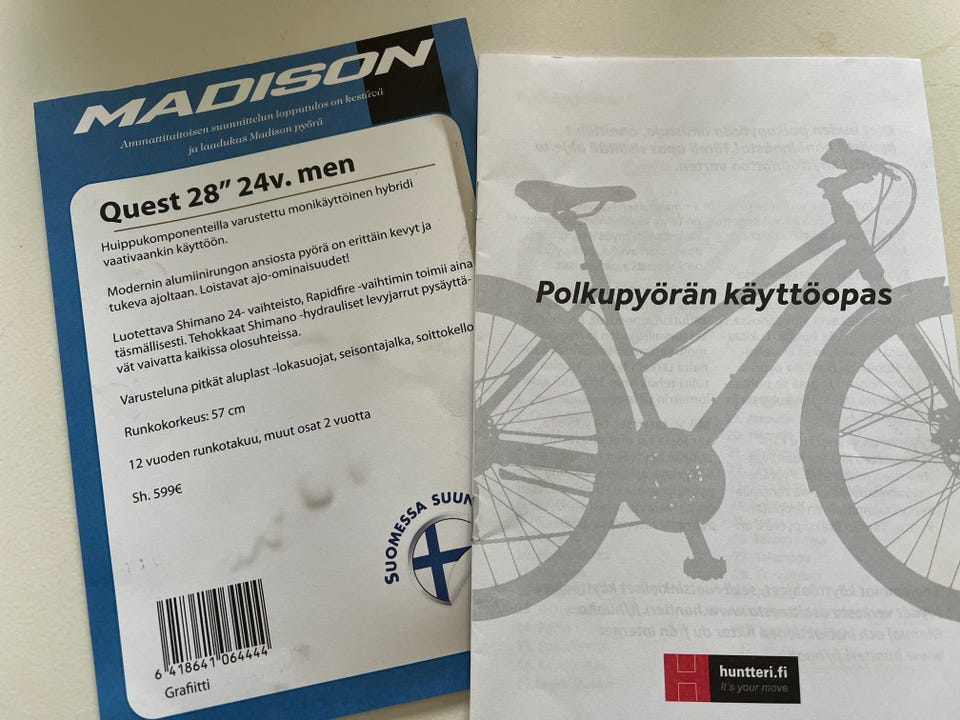 MADISON
Ammattitaitoisen suunnittelun lopputulos on kestävä
ja laadukas Madison pyörä
Quest 28” 24v. men
Huippukomponenteilla varustettu monikäyttöinen hybridi
vaativaankin käyttöön.
Modernin alumiinirungon ansiosta pyörä on erittäin kevyt ja
tukeva ajoltaan. Loistavat ajo-ominaisuudet!
Luotettava Shimano 24- vaihteisto, Rapidfire -vaihtimin toimii aina
täsmällisesti. Tehokkaat Shimano -hydrauliset levyjarrut pysäyttä-
vät vaivatta kaikissa olosuhteissa.
Varusteluna pitkät aluplast -lokasuojat, seisontajalka, soittokello
Runkokorkeus: 57 cm
12 vuoden runkotakuu, muut osat 2 vuotta
Sh. 599€
SUOMESSA SUUN
6 418641 064444
Grafiitti
Polkupyörän käyttöopas
H
huntteri.fi
It's your move